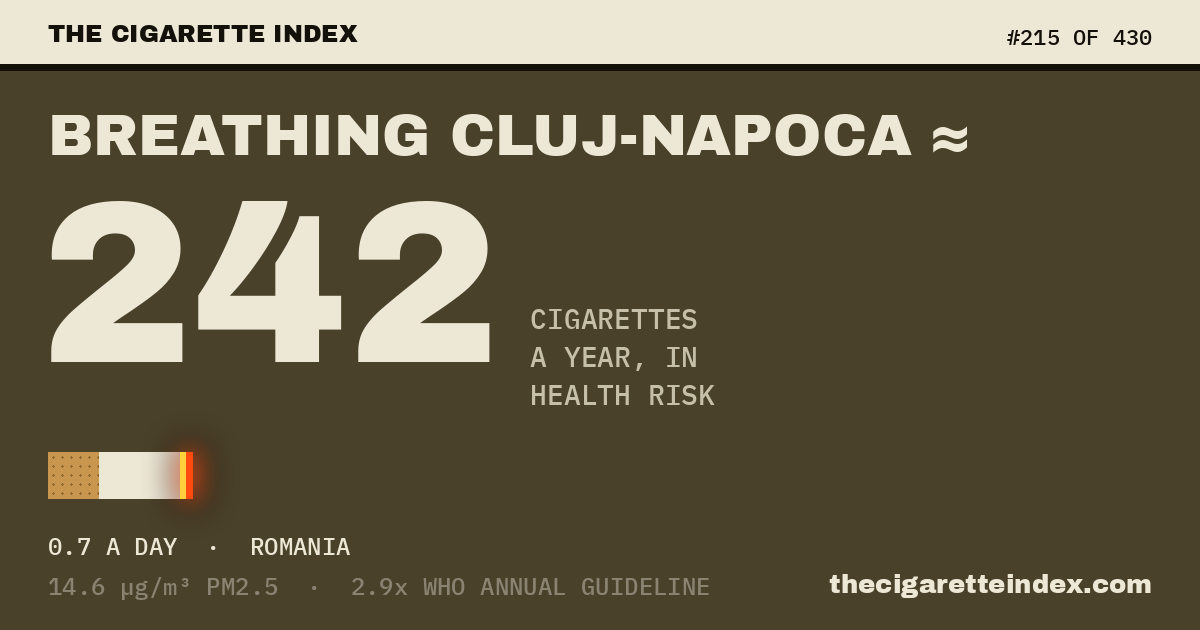 THE CIGARETTE INDEX
#215 OF 430
BREATHING CLUJ-NAPOCA ≈
242
CIGARETTES
A YEAR, IN
HEALTH RISK
0.7 A DAY · ROMANIA
14.6 µg/m³ PM2.5 · 2.9x WHO ANNUAL GUIDELINE
thecigaretteindex.com